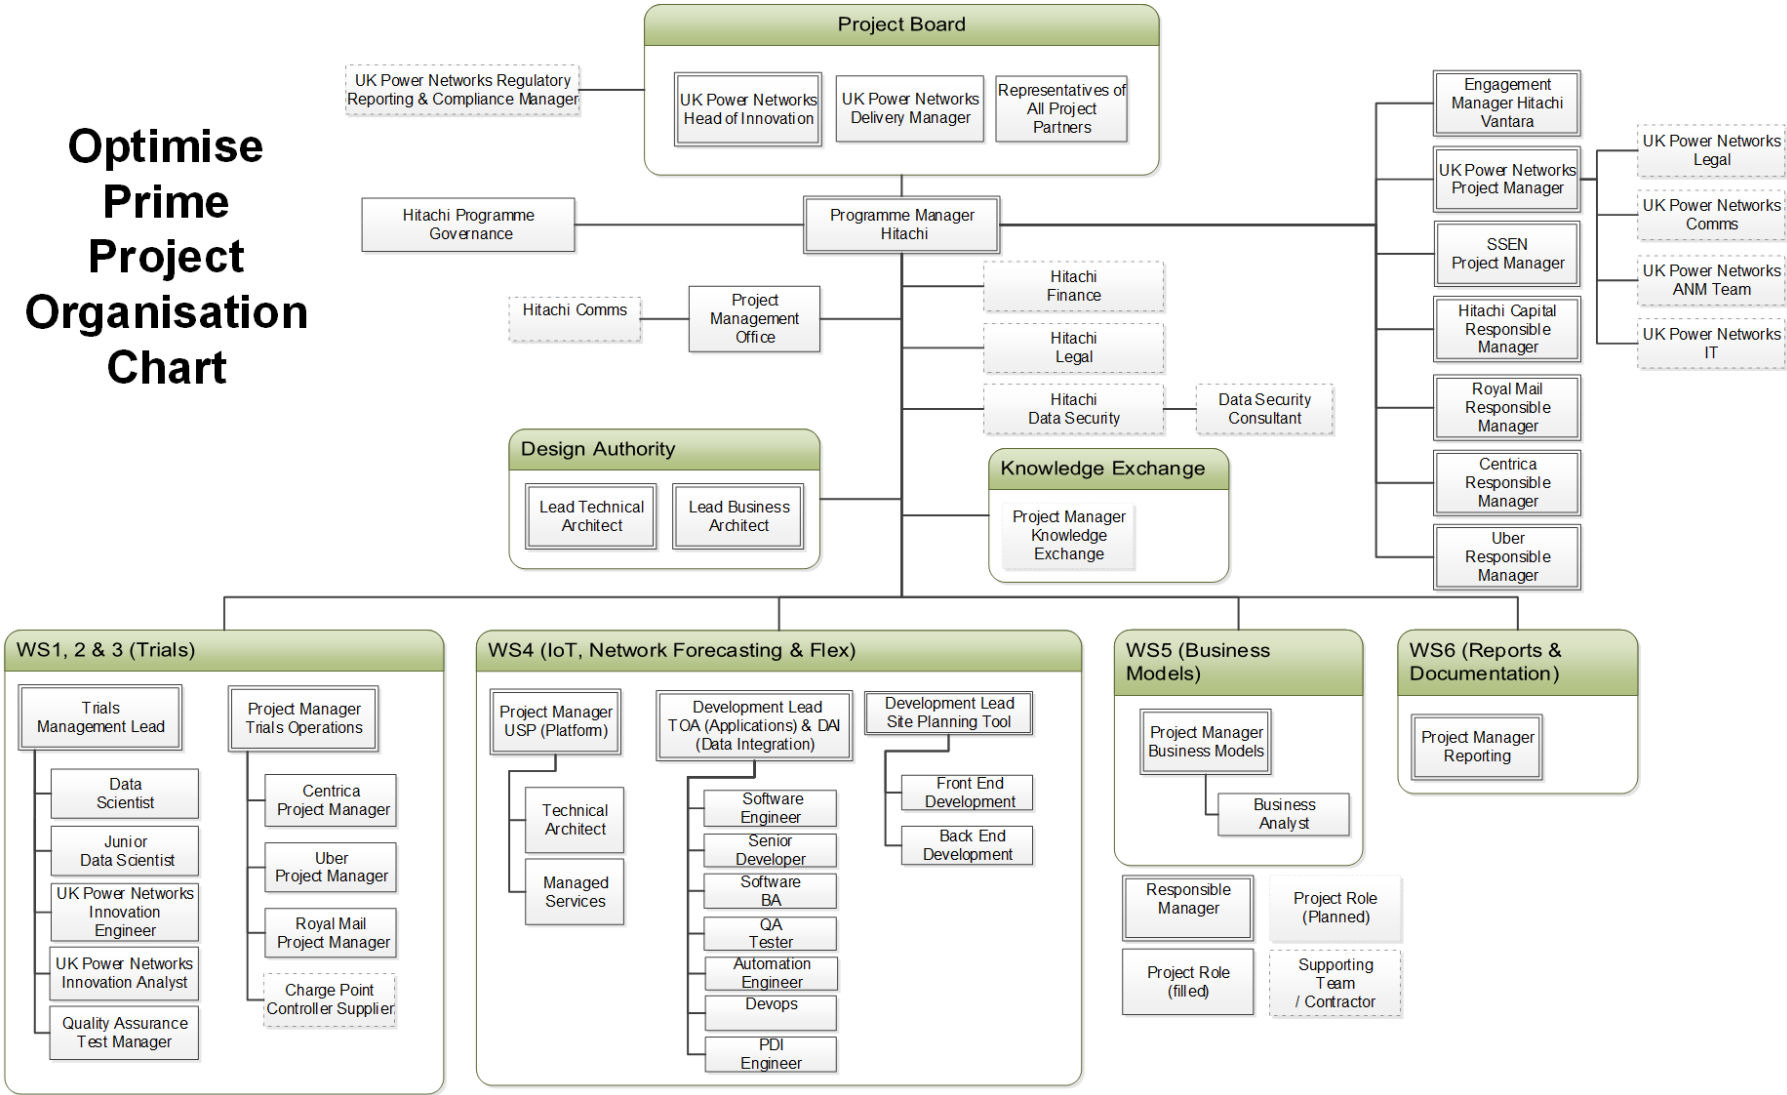 Optimise
Prime
Project
Organisation
Chart
Project Board
UK Power Networks Regulatory
Reporting & Compliance Manager
UK Power Networks
Head of Innovation
UK Power Networks
Delivery Manager
Representatives of
All Project
Partners
Hitachi Programme
Governance
Programme Manager
Hitachi
Hitachi Comms
Project
Management
Office
Hitachi
Finance
Hitachi
Legal
Hitachi
Data Security
Data Security
Consultant
Engagement
Manager Hitachi
Vantara
UK Power Networks
Project Manager
SSEN
Project Manager
Hitachi Capital
Responsible
Manager
Royal Mail
Responsible
Manager
Centrica
Responsible
Manager
Uber
Responsible
Manager
UK Power Networks
Legal
UK Power Networks
Comms
UK Power Networks
ANM Team
UK Power Networks
IT
Design Authority
Lead Technical
Architect
Lead Business
Architect
Knowledge Exchange
Project Manager
Knowledge
Exchange
WS1, 2 & 3 (Trials)
Trials
Management Lead
Data
Scientist
Junior
Data Scientist
UK Power Networks
Innovation
Engineer
UK Power Networks
Innovation Analyst
Quality Assurance
Test Manager
Project Manager
Trials Operations
Centrica
Project Manager
Uber
Project Manager
Royal Mail
Project Manager
Charge Point
Controller Supplier
WS4 (IoT, Network Forecasting & Flex)
Project Manager
USP (Platform)
Technical
Architect
Managed
Services
Development Lead
TOA (Applications) & DAI
(Data Integration)
Software
Engineer
Senior
Developer
Software
BA
QA
Tester
Automation
Engineer
Devops
PDI
Engineer
Development Lead
Site Planning Tool
Front End
Development
Back End
Development
WS5 (Business
Models)
Project Manager
Business Models
Business
Analyst
WS6 (Reports &
Documentation)
Project Manager
Reporting
Responsible
Manager
Project Role
(Planned)
Project Role
(filled)
Supporting
Team
/ Contractor